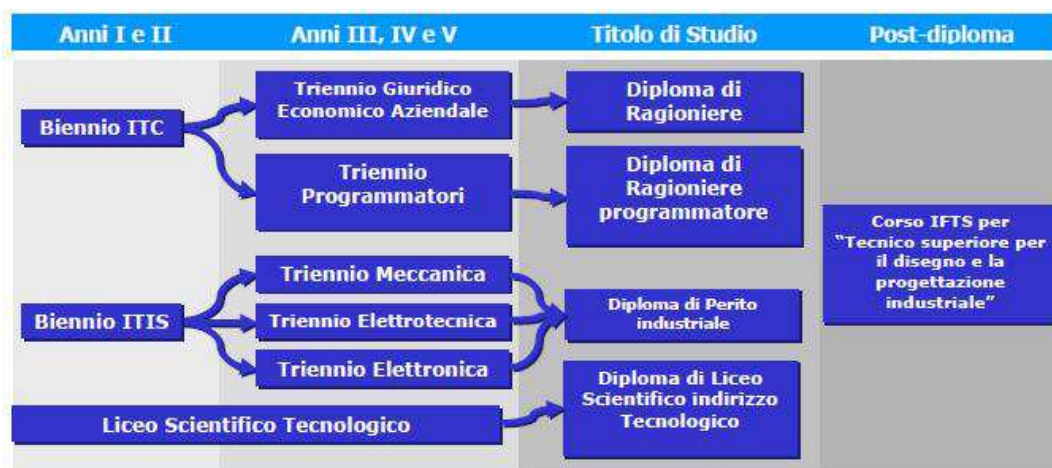 Anni I e II
Anni III, IV e V
Titolo di Studio
Post-diploma
Biennio ITC
Triennio Giuridico
Economico Aziendale
Diploma di
Ragioniere
Triennio
Programmatori
Diploma di
Ragioniere
programmatore
Biennio ITIS
Triennio Meccanica
Triennio Elettrotecnica
Triennio Elettronica
Diploma di Perito
industriale
Liceo Scientifico Tecnologico
Diploma di Liceo
Scientifico indirizzo
Tecnologico
Corso IFTS per
“Tecnico superiore per
il disegno e la
progettazione
industriale”